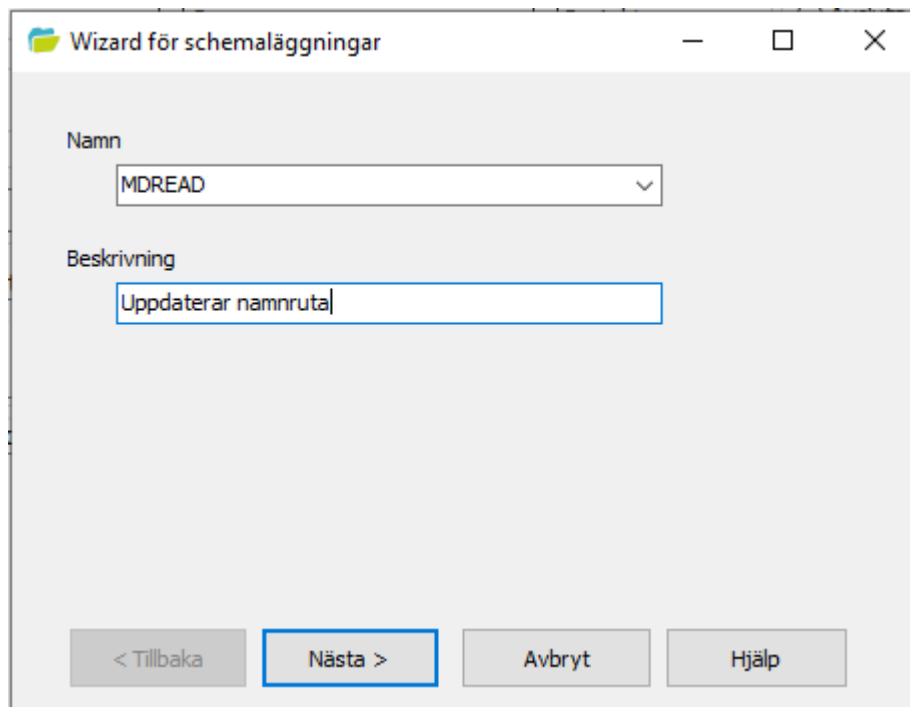 Wizard för schemaläggningar
Namn
MDREAD
Beskrivning
Uppdaterar namnruta
< Tillbaka
Nästa >
Avbryt
Hjälp